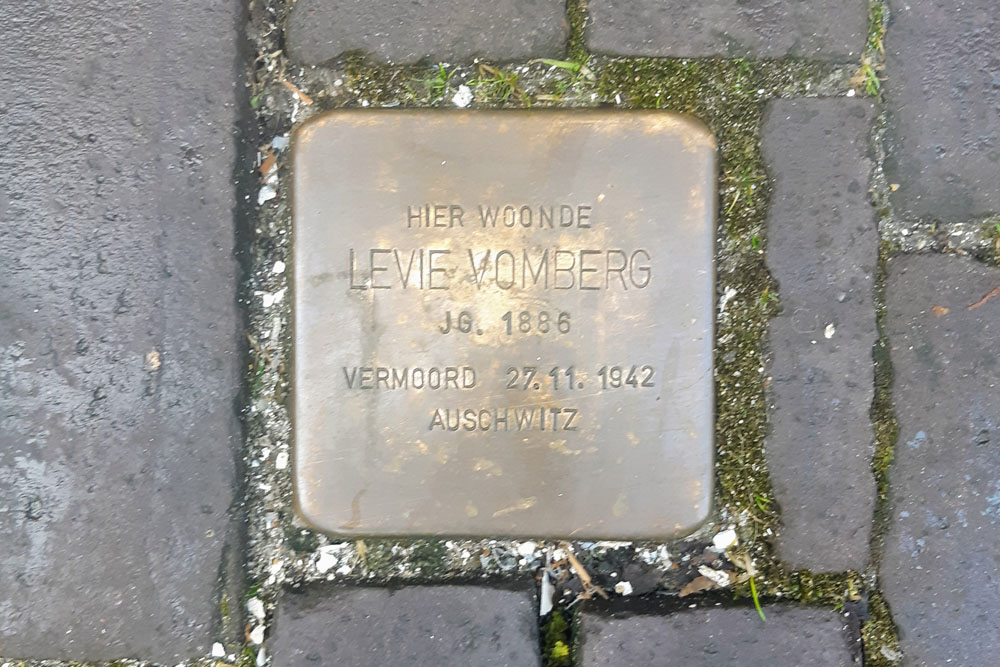 HIER WOONDE
LEVIE VOMBERG
JG. 1886
VERMOORD 27.11.1942
AUSCHWITZ